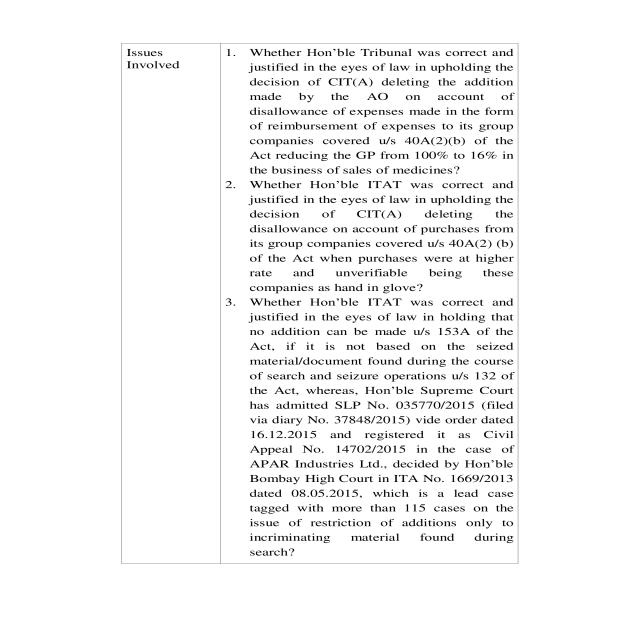 Issues
Involved
1. Whether Hon'ble Tribunal was correct and
justified in the eyes of law in upholding the
decision of CIT(A) deleting the addition
made by the AO on account of
disallowance of expenses made in the form
of reimbursement of expenses to its group
companies covered u/s 40A(2)(b) of the
Act reducing the GP from 100% to 16% in
the business of sales of medicines?
2. Whether Hon'ble ITAT was correct and
justified in the eyes of law in upholding the
decision of CIT(A) deleting the
disallowance on account of purchases from
its group companies covered u/s 40A(2) (b)
of the Act when purchases were at higher
rate and unverifiable being these
companies as hand in glove?
3. Whether Hon'ble ITAT was correct and
justified in the eyes of law in holding that
no addition can be made u/s 153A of the
Act, if it is not based on the seized
material/document found during the course
of search and seizure operations u/s 132 of
the Act, whereas, Hon'ble Supreme Court
has admitted SLP No. 035770/2015 (filed
via diary No. 37848/2015) vide order dated
16.12.2015 and registered it as Civil
Appeal No. 14702/2015 in the case of
APAR Industries Ltd., decided by Hon'ble
Bombay High Court in ITA No. 1669/2013
dated 08.05.2015, which is a lead case
tagged with more than 115 cases on the
issue of restriction of additions only to
incriminating material found during
search?